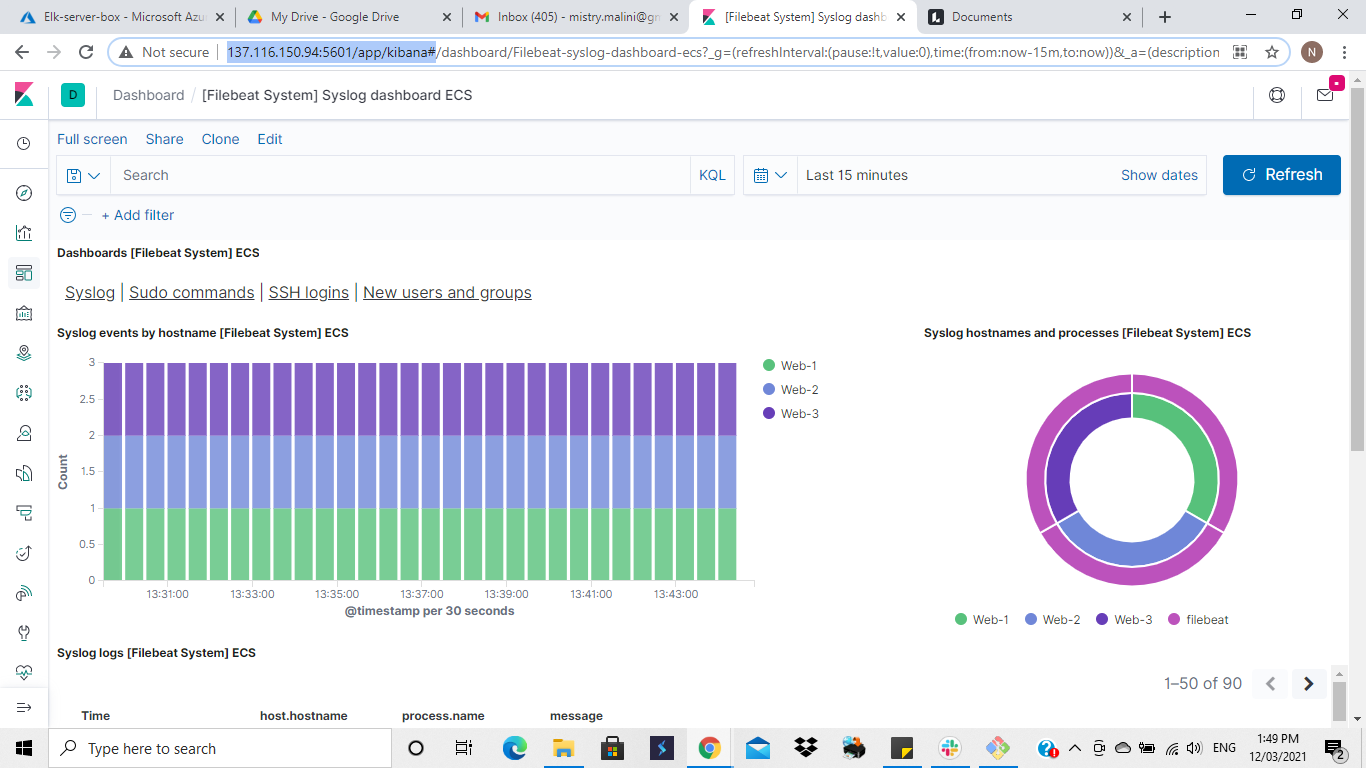 Elk-server-box - Microsoft Azu
My Drive - Google Drive
Inbox (405) - mistry.malini@gm
[Filebeat System] Syslog dashb
Documents
Not secure
137.116.150.94:5601/app/kibana#/dashboard/Filebeat-syslog-dashboard-ecs?_g=(refreshInterval:(pause:!t,value:0),time:(from:now-15m,to:now))&_a=(description
N
D
Dashboard / [Filebeat System] Syslog dashboard ECS
Full screen Share Clone Edit
Search
KQL
Last 15 minutes
Show dates
Refresh
+ Add filter
Dashboards [Filebeat System] ECS
Syslog | Sudo commands | SSH logins | New users and groups
Syslog events by hostname [Filebeat System] ECS
3
2.5
2
1.5
1
0.5
0
Count
13:31:00 13:33:00 13:35:00 13:37:00 13:39:00 13:41:00 13:43:00
@timestamp per 30 seconds
Web-1
Web-2
Web-3
Syslog hostnames and processes [Filebeat System] ECS
Web-1 Web-2 Web-3 filebeat
Syslog logs [Filebeat System] ECS
1–50 of 90
Time host.hostname process.name message
Type here to search
ENG
1:49 PM
12/03/2021
2